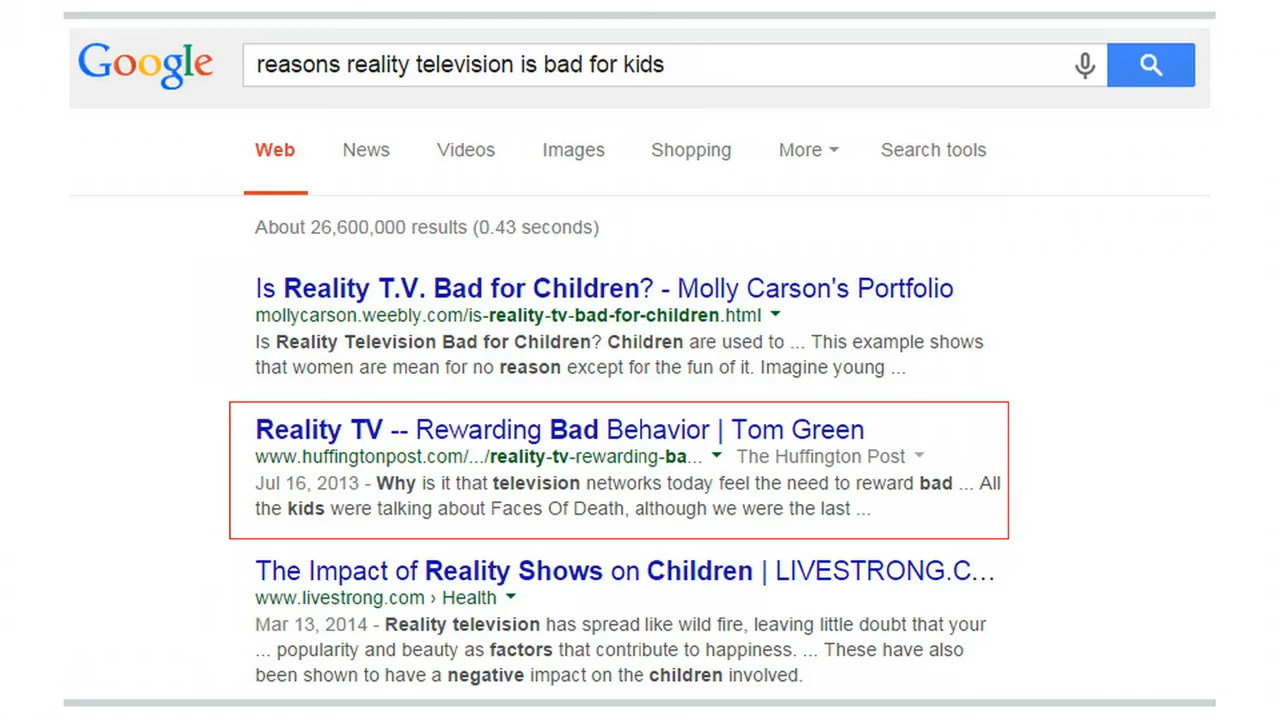 Google
reasons reality television is bad for kids
Web News Videos Images Shopping More Search tools
About 26,600,000 results (0.43 seconds)
Is Reality T.V. Bad for Children? - Molly Carson's Portfolio
mollycarson.weebly.com/is-reality-tv-bad-for-children.html
Is Reality Television Bad for Children? Children are used to ... This example shows
that women are mean for no reason except for the fun of it. Imagine young ...
Reality TV -- Rewarding Bad Behavior | Tom Green
www.huffingtonpost.com/.../reality-tv-rewarding-ba... The Huffington Post
Jul 16, 2013 - Why is it that television networks today feel the need to reward bad ... All
the kids were talking about Faces Of Death, although we were the last ...
The Impact of Reality Shows on Children | LIVESTRONG.C...
www.livestrong.com › Health
Mar 13, 2014 - Reality television has spread like wild fire, leaving little doubt that your
... popularity and beauty as factors that contribute to happiness. ... These have also
been shown to have a negative impact on the children involved.